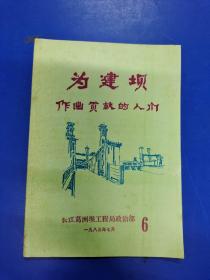 为建坝
作出贡献的人们
长江葛洲坝工程局政治部
一九八三年七月
6